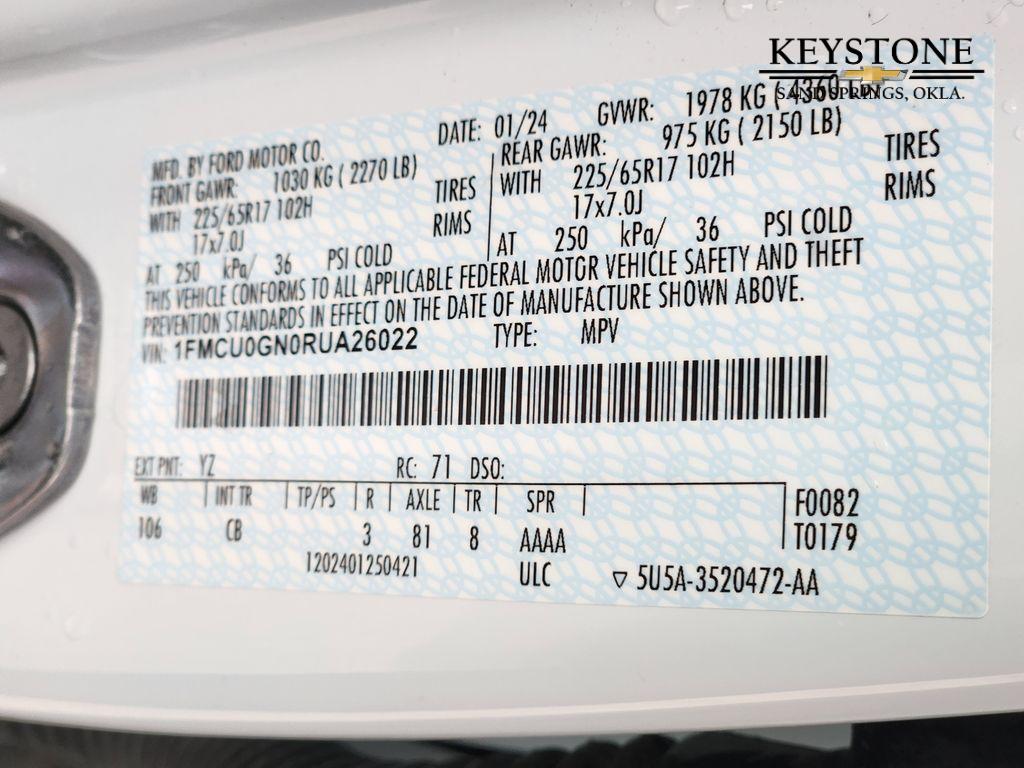 KEYSTONE
SAND SPRINGS, OKLA.
MFD. BY FORD MOTOR CO. DATE: 01/24 GVWR: 1978 KG ( 4360 LB)
FRONT GAWR: 1030 KG ( 2270 LB) REAR GAWR: 975 KG ( 2150 LB)
WITH 225/65R17 102H TIRES WITH 225/65R17 102H TIRES
17x7.0J RIMS 17x7.0J RIMS
AT 250 kPa/ 36 PSI COLD AT 250 kPa/ 36 PSI COLD
THIS VEHICLE CONFORMS TO ALL APPLICABLE FEDERAL MOTOR VEHICLE SAFETY AND THEFT
PREVENTION STANDARDS IN EFFECT ON THE DATE OF MANUFACTURE SHOWN ABOVE.
VIN: 1FMCU0GN0RUA26022 TYPE: MPV
EXT PNT: YZ RC: 71 DSO:
WB INT TR TP/PS R AXLE TR SPR F0082
106 CB 3 81 8 AAAA T0179
1202401250421 ULC ▽ 5U5A-3520472-AA